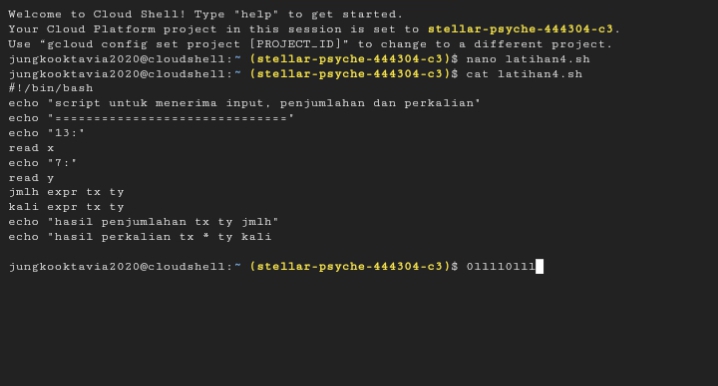 Welcome to Cloud Shell! Type "help" to get started.
Your Cloud Platform project in this session is set to stellar-psyche-444304-c3.
Use "gcloud config set project [PROJECT_ID]" to change to a different project.
jungkooktavia2020@cloudshell:~ (stellar-psyche-444304-c3)$ nano latihan4.sh
jungkooktavia2020@cloudshell:~ (stellar-psyche-444304-c3)$ cat latihan4.sh
#!/bin/bash
echo "script untuk menerima input, penjumlahan dan perkalian"
echo "=============================="
echo "13:"
read x
echo "7:"
read y
jmlh expr tx ty
kali expr tx ty
echo "hasil penjumlahan tx ty jmlh"
echo "hasil perkalian tx * ty kali
jungkooktavia2020@cloudshell:~ (stellar-psyche-444304-c3)$ 011110111